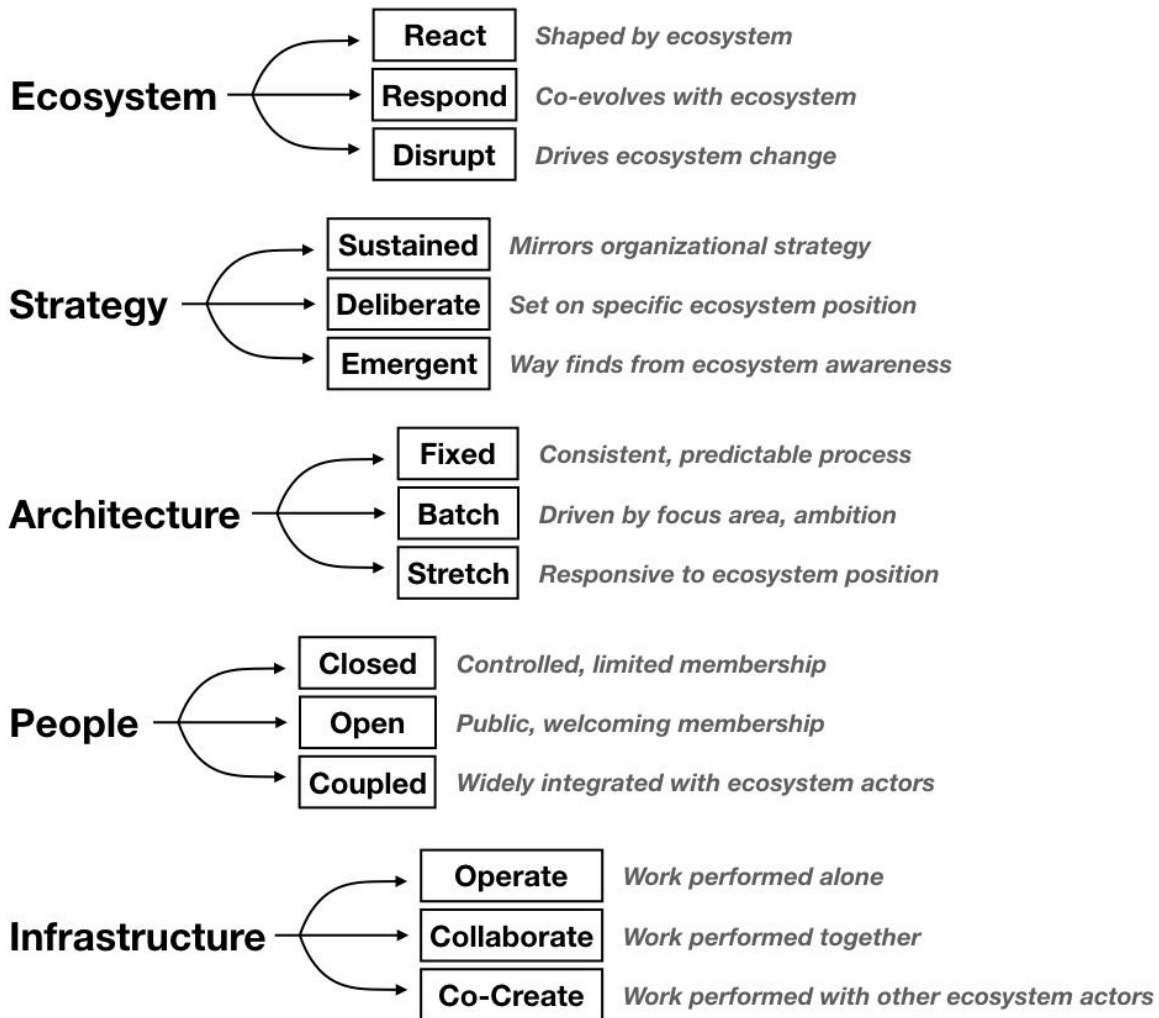 Ecosystem
React Shaped by ecosystem
Respond Co-evolves with ecosystem
Disrupt Drives ecosystem change
Strategy
Sustained Mirrors organizational strategy
Deliberate Set on specific ecosystem position
Emergent Way finds from ecosystem awareness
Architecture
Fixed Consistent, predictable process
Batch Driven by focus area, ambition
Stretch Responsive to ecosystem position
People
Closed Controlled, limited membership
Open Public, welcoming membership
Coupled Widely integrated with ecosystem actors
Infrastructure
Operate Work performed alone
Collaborate Work performed together
Co-Create Work performed with other ecosystem actors